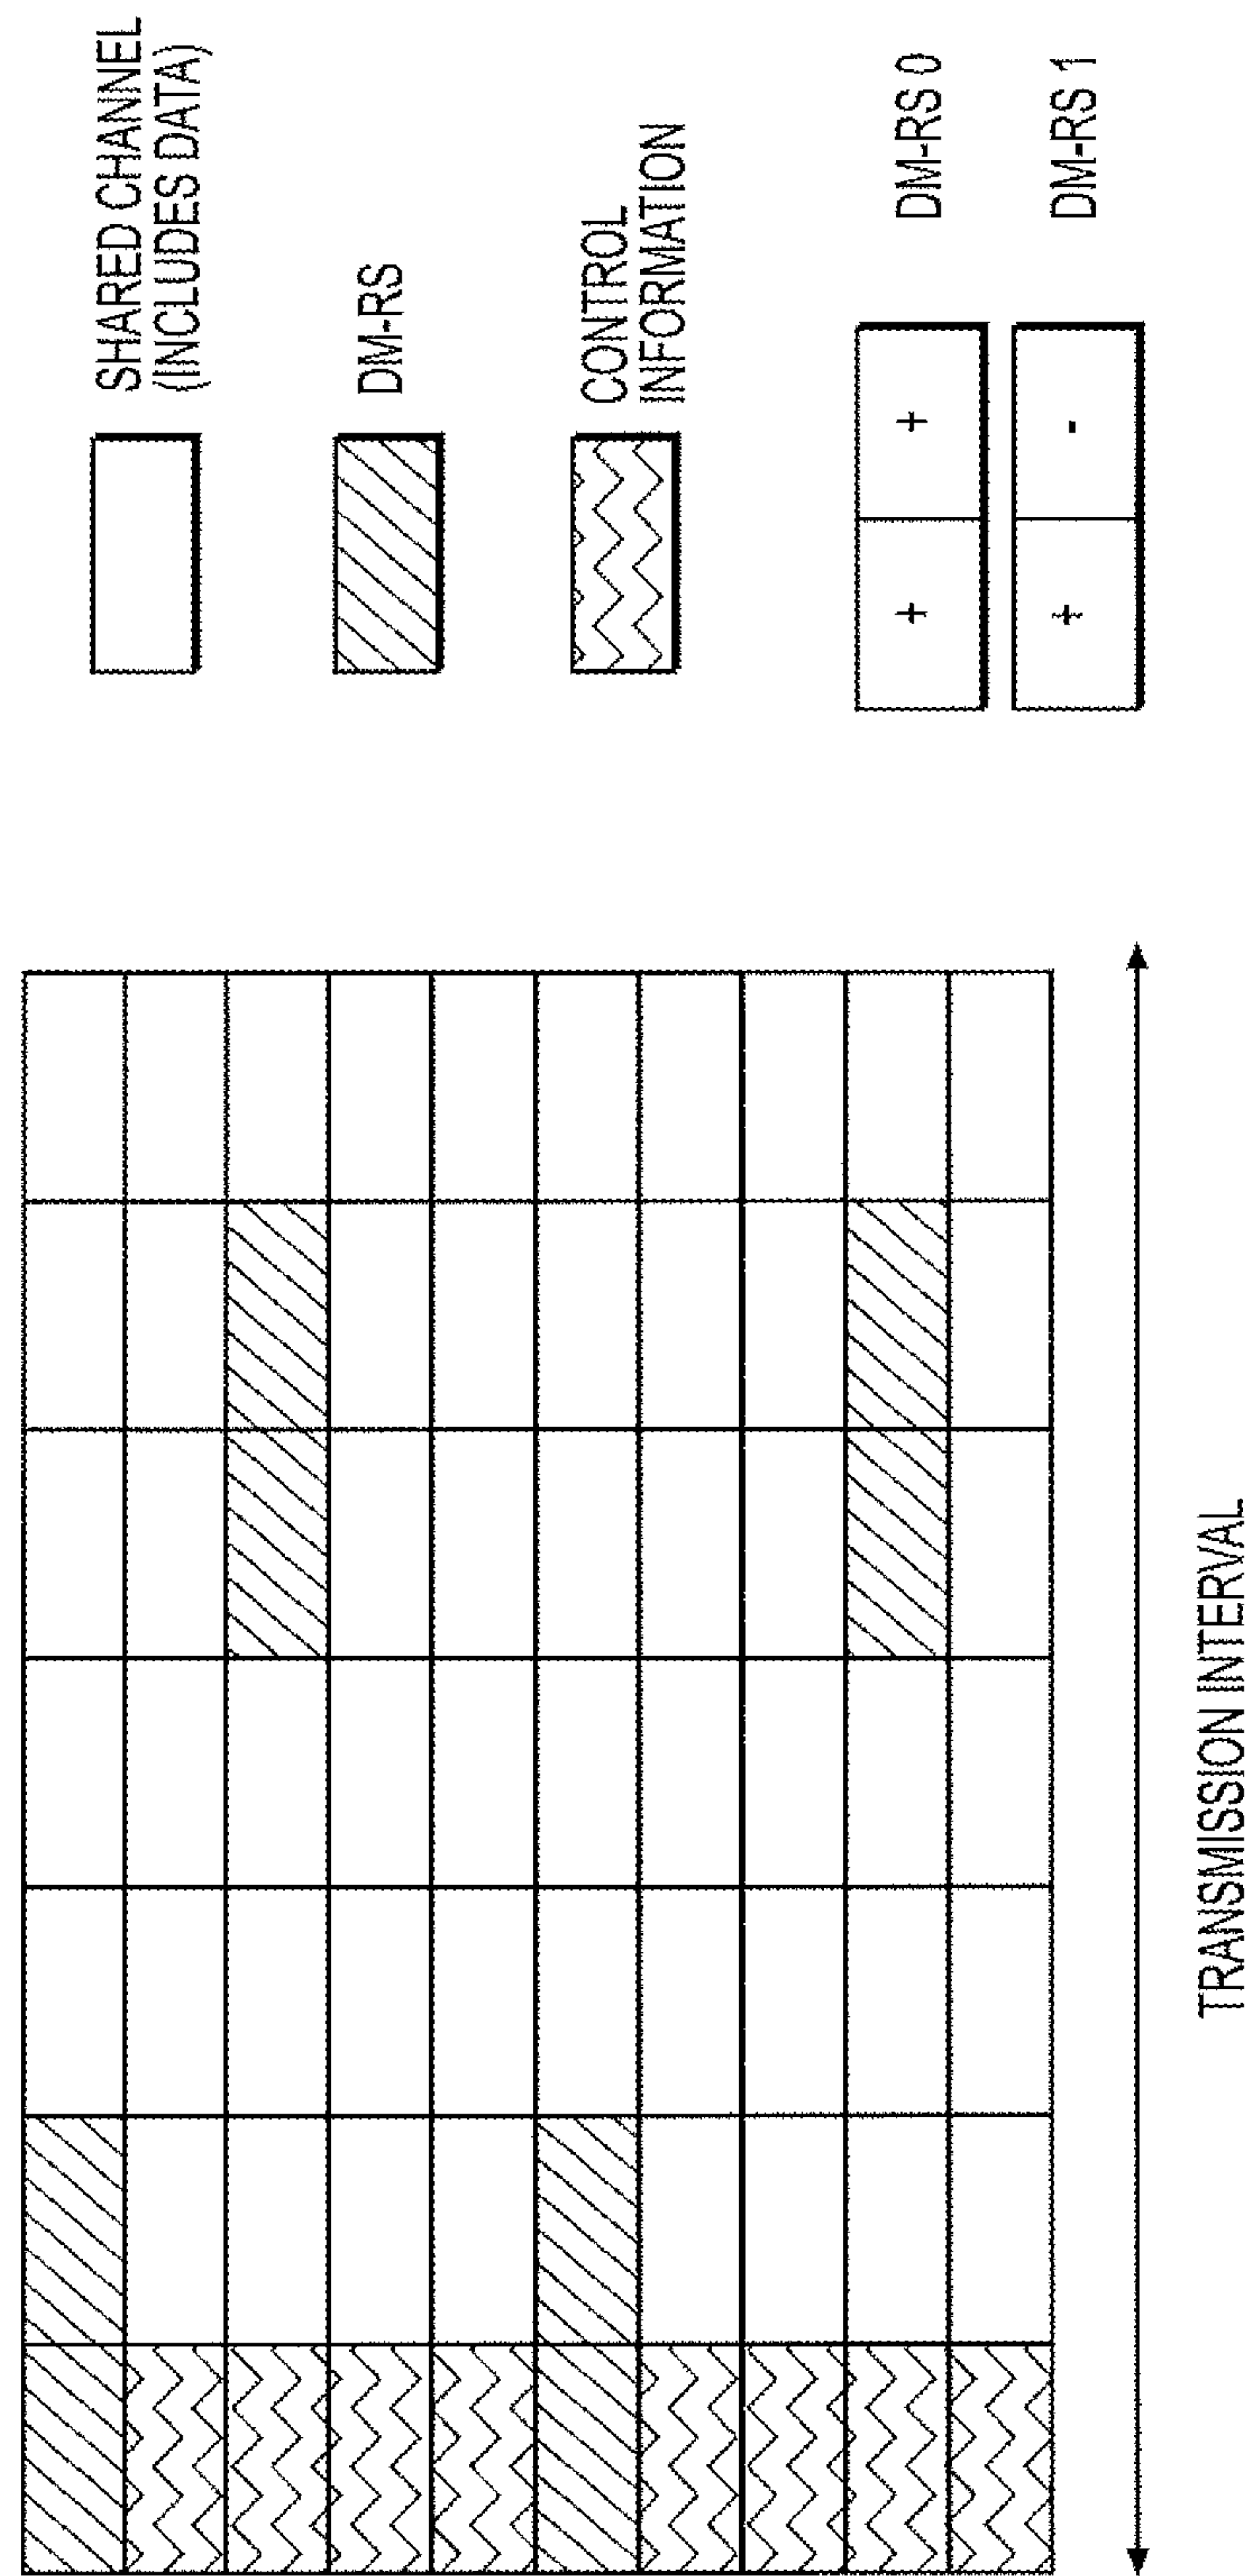 SHARED CHANNEL
(INCLUDES DATA)
DM-RS
CONTROL
INFORMATION
+ + DM-RS 0
+ - DM-RS 1
TRANSMISSION INTERVAL